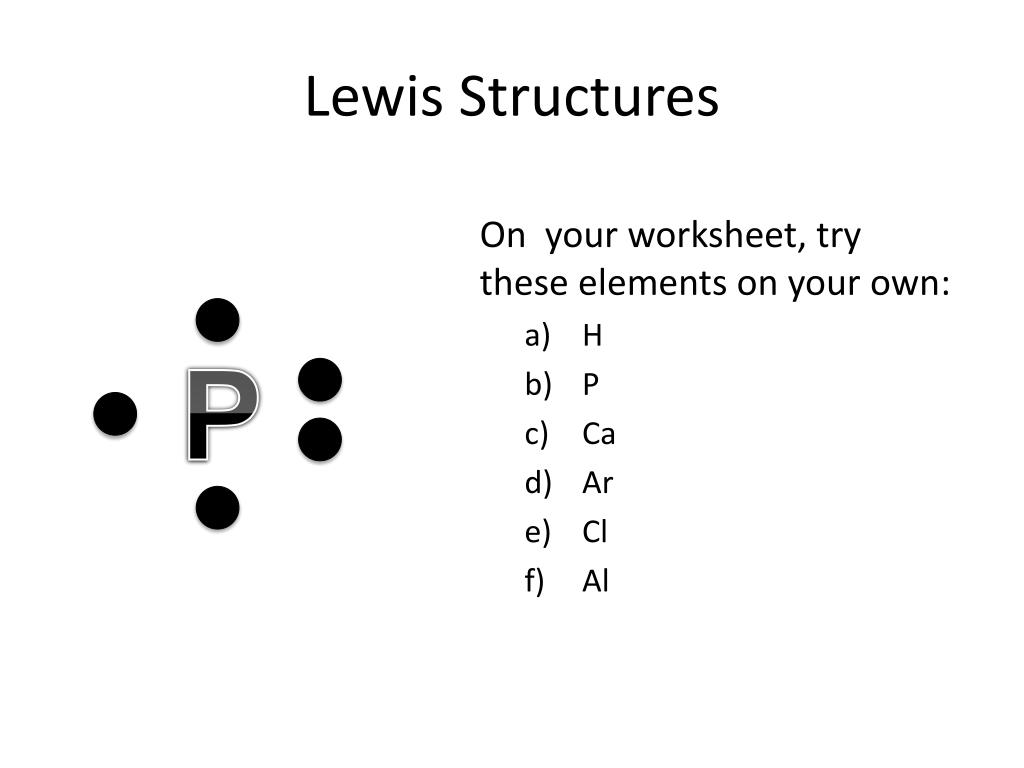 Lewis Structures
On  your worksheet, try
these elements on your own:
P
a) H
b) P
c) Ca
d) Ar
e) Cl
f) Al